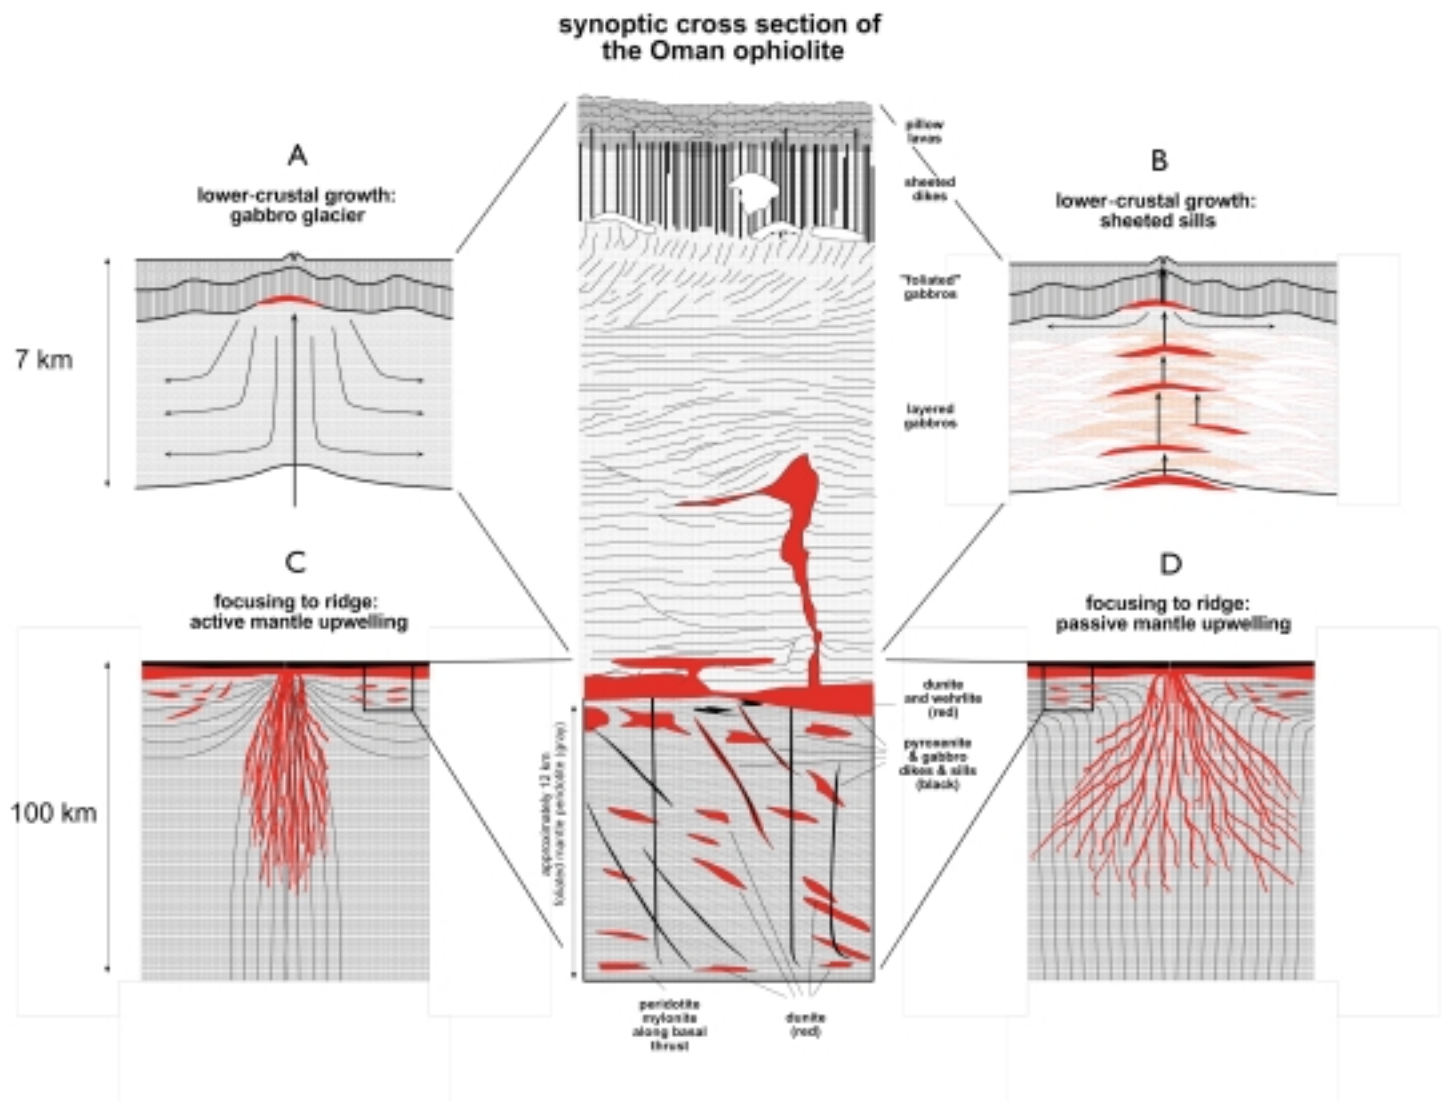 synoptic cross section of
the Oman ophiolite
A
lower-crustal growth:
gabbro glacier
7 km
pillow
lavas
sheeted
dikes
"foliated"
gabbros
layered
gabbros
B
lower-crustal growth:
sheeted sills
C
focusing to ridge:
active mantle upwelling
100 km
approximately 12 km
foliated mantle peridotite (gray)
dunite
and wehrlite
(red)
pyroxenite
& gabbro
dikes & sills
(black)
D
focusing to ridge:
passive mantle upwelling
peridotite
mylonite
along basal
thrust
dunite
(red)